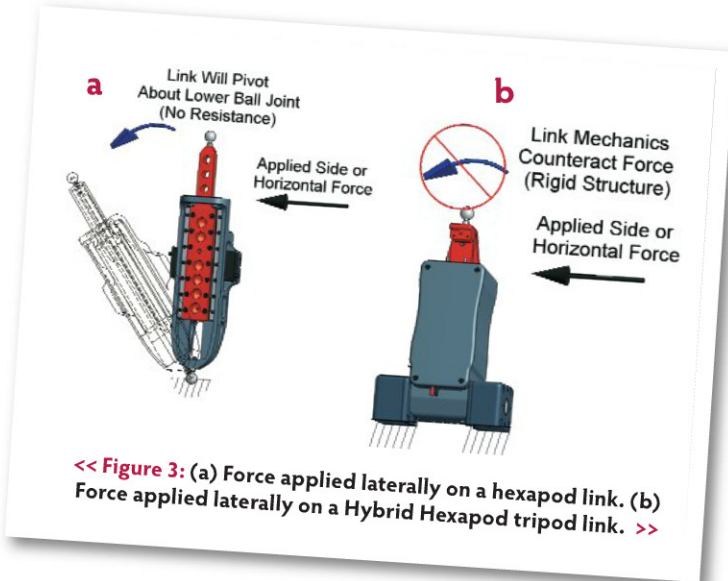 a
Link Will Pivot
About Lower Ball Joint
(No Resistance)
Applied Side or
Horizontal Force
b
Link Mechanics
Counteract Force
(Rigid Structure)
Applied Side or
Horizontal Force
<< Figure 3: (a) Force applied laterally on a hexapod link. (b)
Force applied laterally on a Hybrid Hexapod tripod link. >>